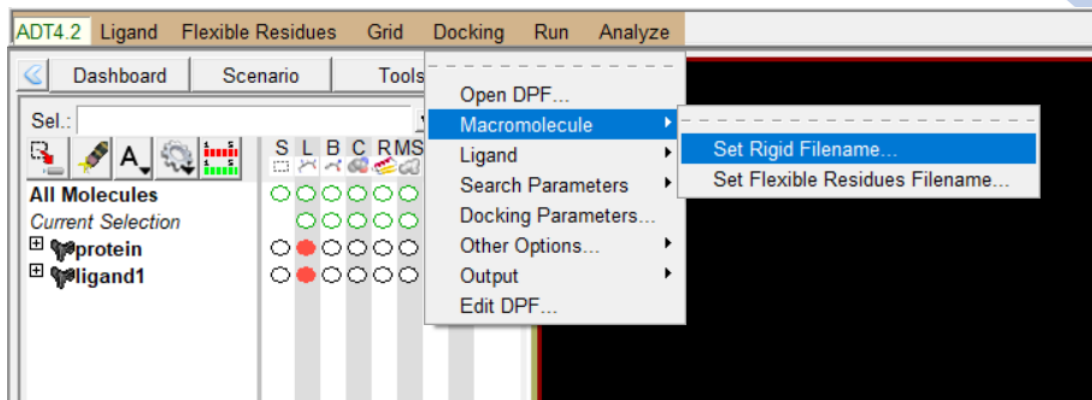 ADT4.2 Ligand Flexible Residues Grid Docking Run Analyze
Dashboard Scenario Tools
Sel.:
A
S L B C R MS
All Molecules
Current Selection
protein
ligand1
Open DPF...
Macromolecule
Ligand
Search Parameters
Docking Parameters...
Other Options...
Output
Edit DPF...
Set Rigid Filename...
Set Flexible Residues Filename...